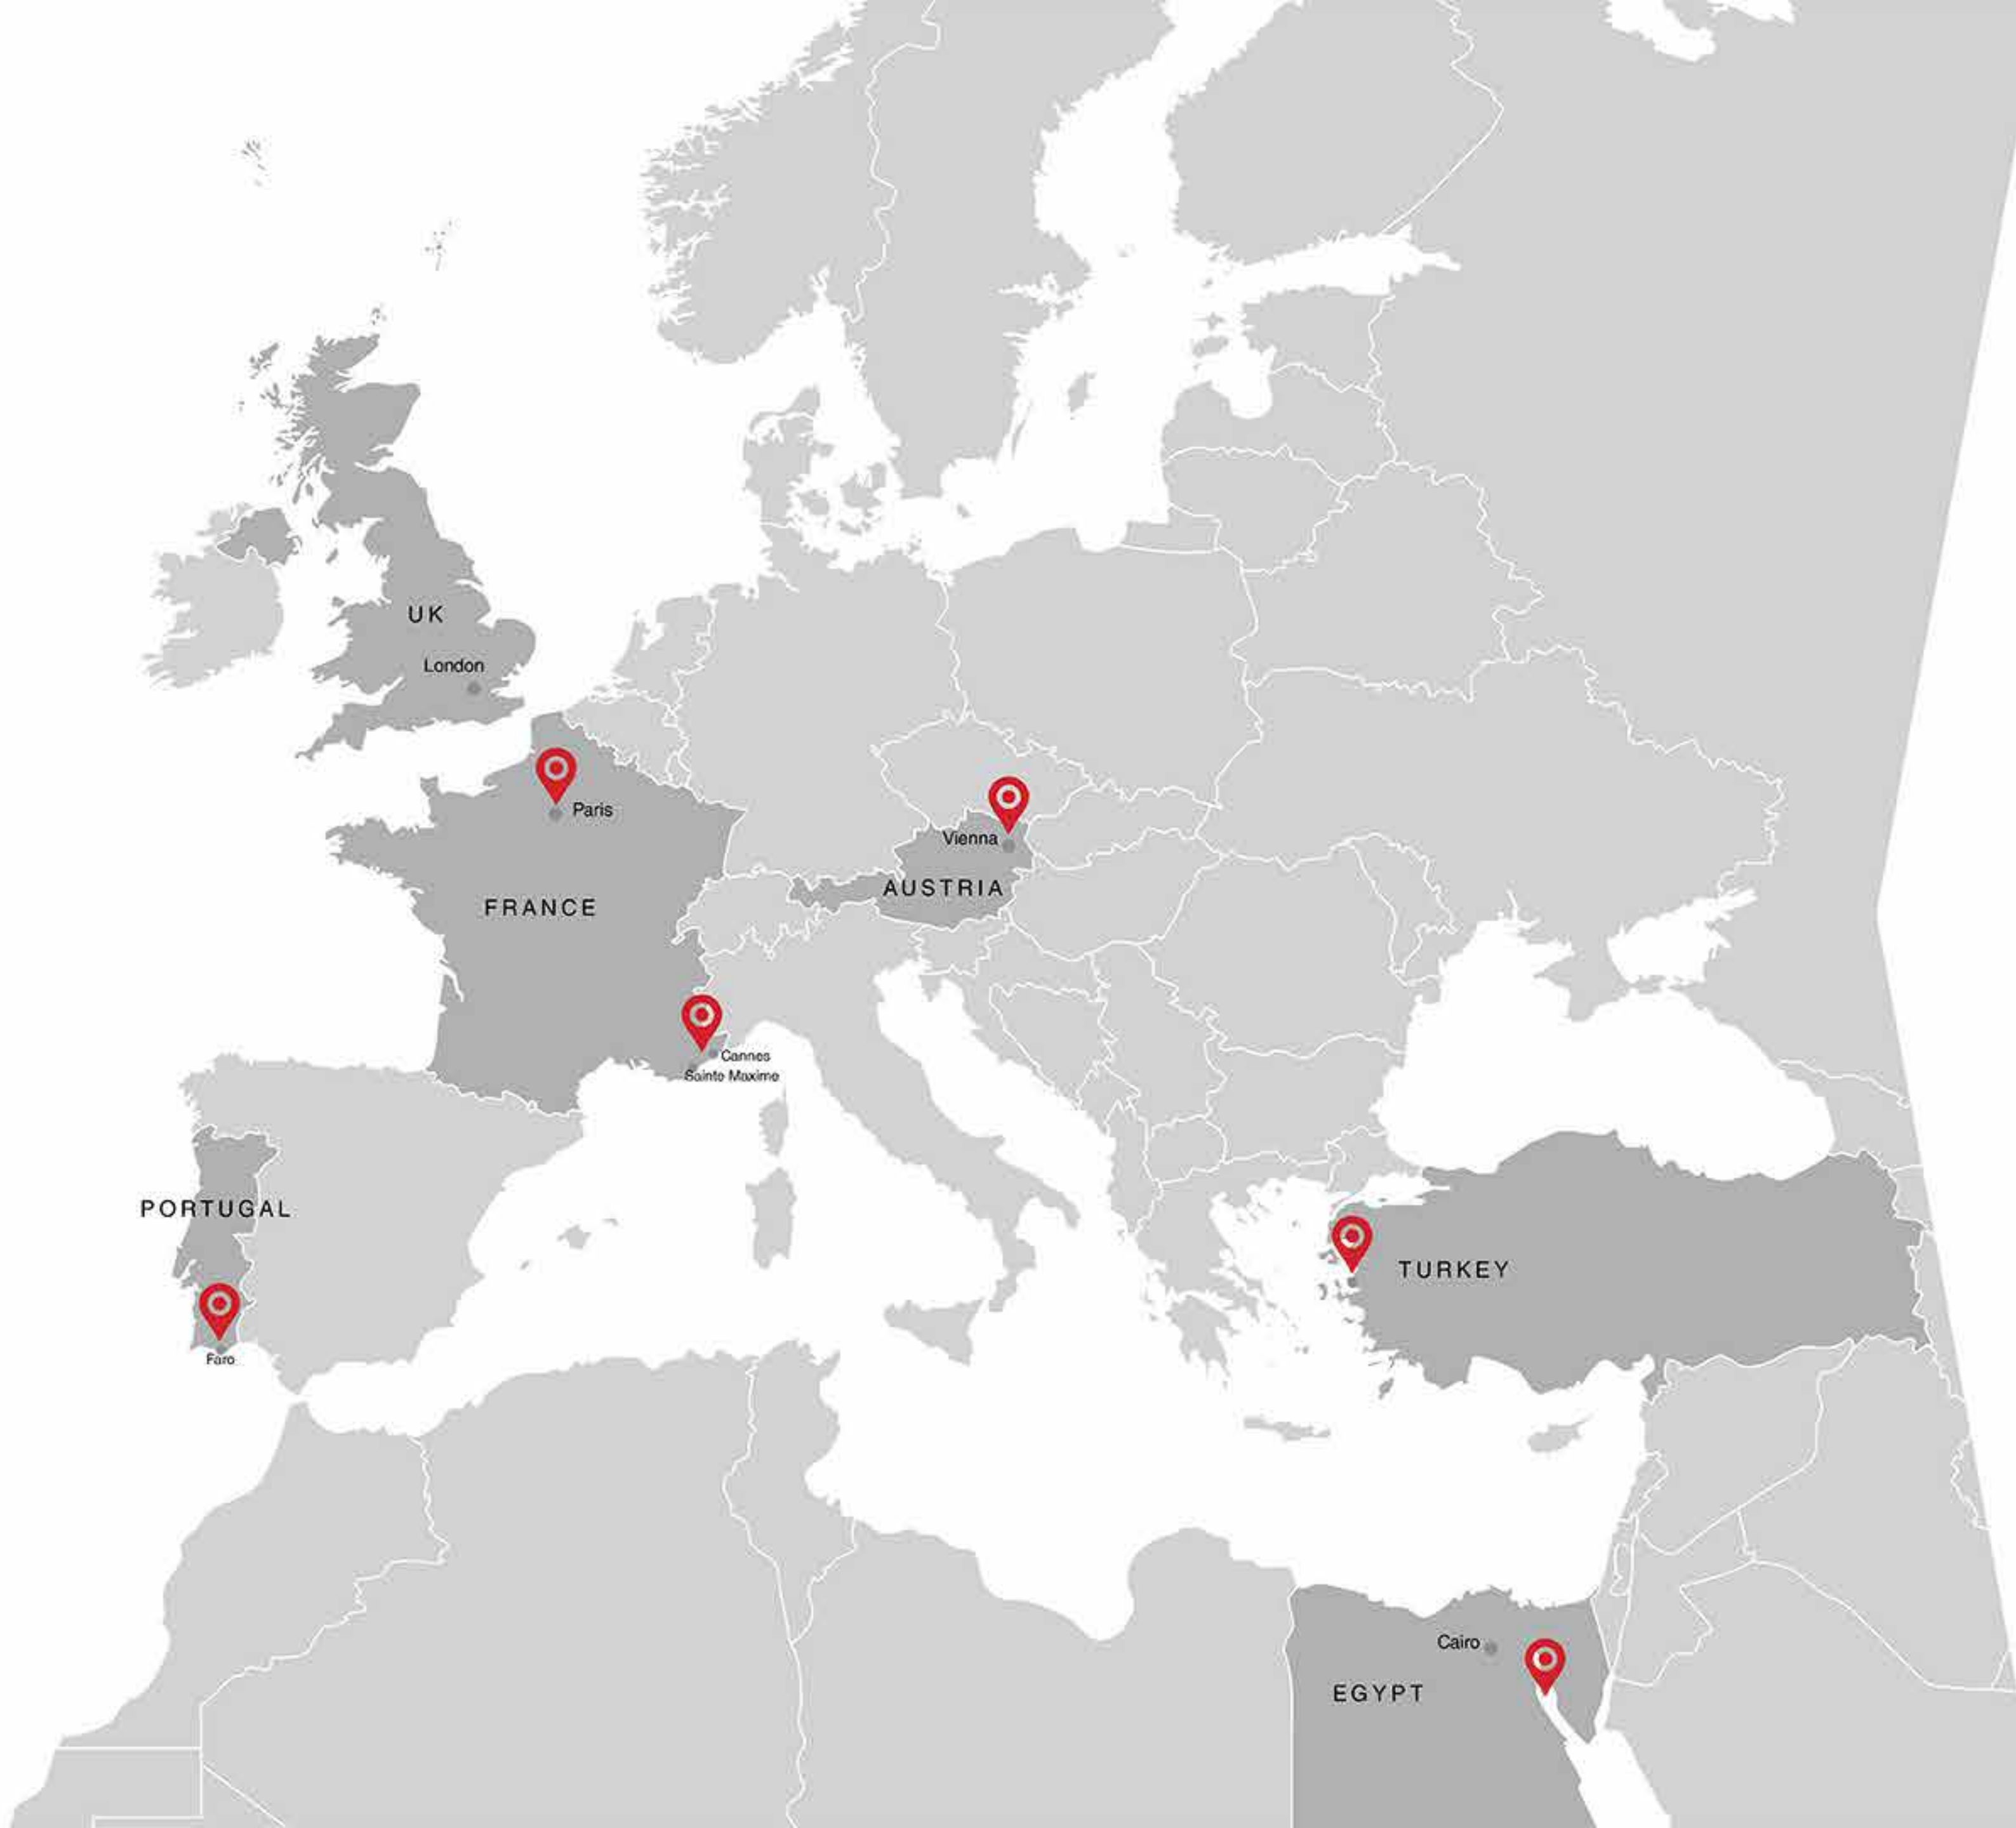 UK
London
Paris
Vienna
AUSTRIA
FRANCE
Cannes
Sainte Maxime
PORTUGAL
TURKEY
Faro
Cairo
EGYPT